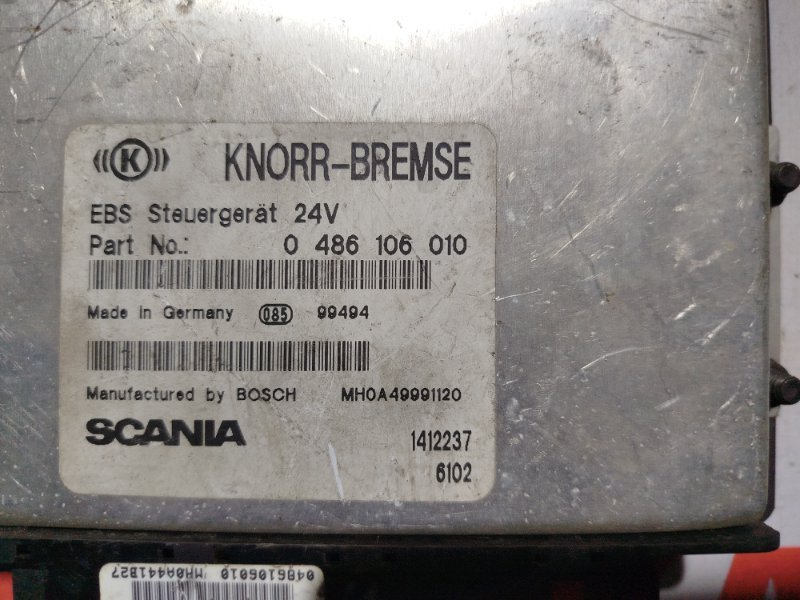 K KNORR-BREMSE
EBS Steuergerät 24V
Part No.: 0 486 106 010
Made in Germany 085 99494
Manufactured by BOSCH MH0A49991120
SCANIA 1412237
6102
0486106010 MH0A441B27